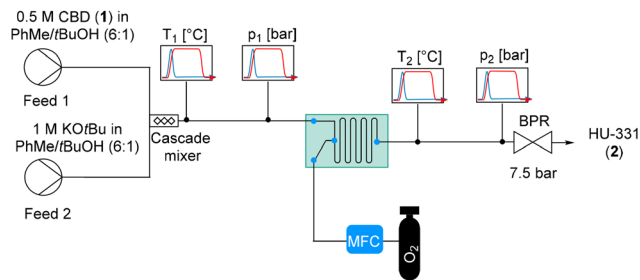 0.5 M CBD (1) in
PhMe/tBuOH (6:1)
Feed 1
1 M KOtBu in
PhMe/tBuOH (6:1)
Feed 2
Cascade
mixer
T₁ [°C]
p₁ [bar]
T₂ [°C]
p₂ [bar]
BPR
7.5 bar
HU-331
(2)
MFC
O₂